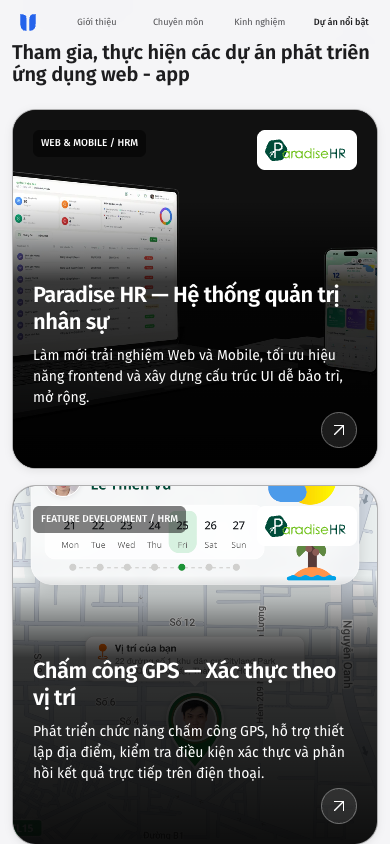 Giới thiệu
Chuyên môn
Kinh nghiệm
Dự án nổi bật
Tham gia, thực hiện các dự án phát triển
ứng dụng web - app
WEB & MOBILE / HRM
ParadiseHR
Paradise HR — Hệ thống quản trị
nhân sự
Làm mới trải nghiệm Web và Mobile, tối ưu hiệu
năng frontend và xây dựng cấu trúc UI dễ bảo trì,
mở rộng.
FEATURE DEVELOPMENT / HRM
ParadiseHR
21 22 23 24 25 26 27
Mon Tue Wed Thu Fri Sat Sun
Số 12
Lương
Nguyễn Oanh
Vị trí của bạn
Chấm công GPS — Xác thực theo
vị trí
Số 6
Số 4
Phát triển chức năng chấm công GPS, hỗ trợ thiết
lập địa điểm, kiểm tra điều kiện xác thực và phản
hồi kết quả trực tiếp trên điện thoại.